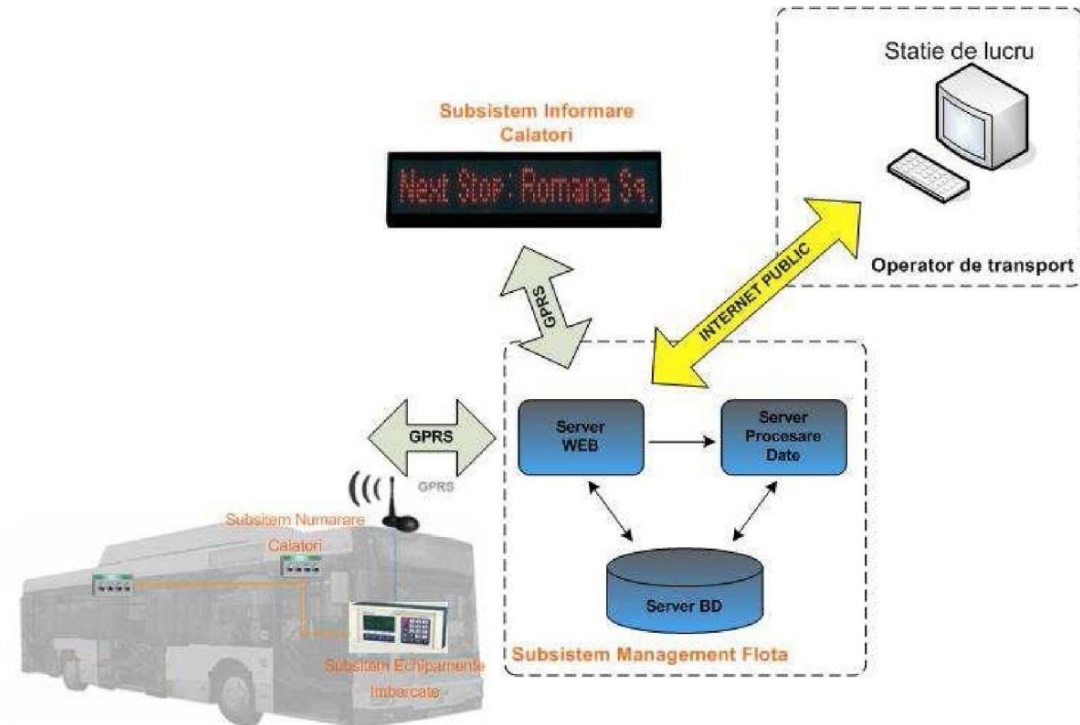 Statie de lucru
Operator de transport
Subsistem Informare
Calatori
Next Stop: Romana Sq.
GPRS
INTERNET PUBLIC
GPRS
GPRS
Server
WEB
Server
Procesare
Date
Server BD
Subsistem Management Flota
Subsitem Numarare
Calatori
Subsitem Echipamente
Imbarcate